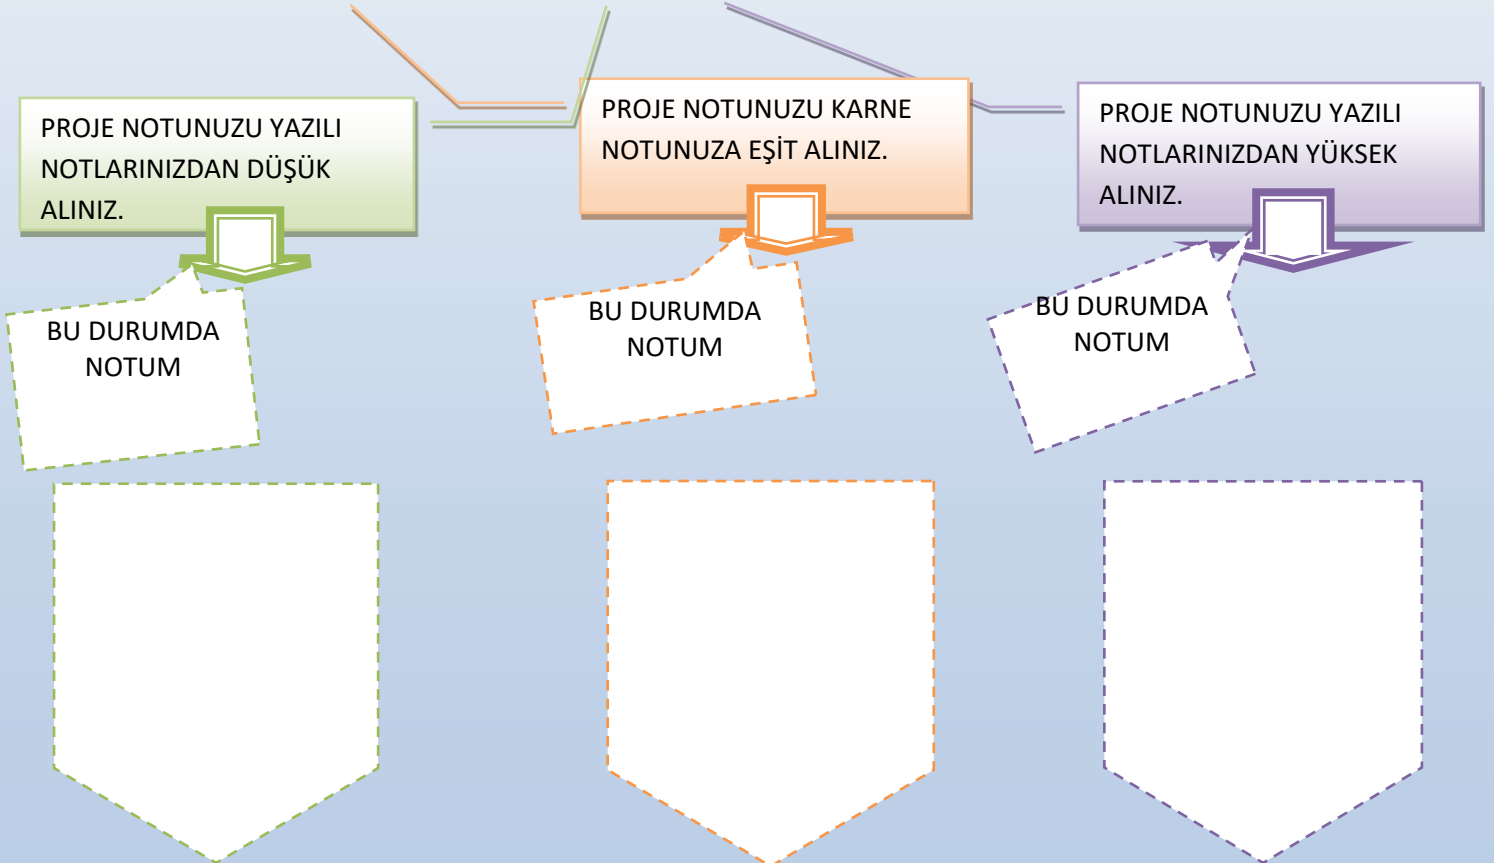 PROJE NOTUNUZU YAZILI
NOTLARINIZDAN DÜŞÜK
ALINIZ.
PROJE NOTUNUZU KARNE
NOTUNUZA EŞİT ALINIZ.
PROJE NOTUNUZU YAZILI
NOTLARINIZDAN YÜKSEK
ALINIZ.
BU DURUMDA
NOTUM
BU DURUMDA
NOTUM
BU DURUMDA
NOTUM